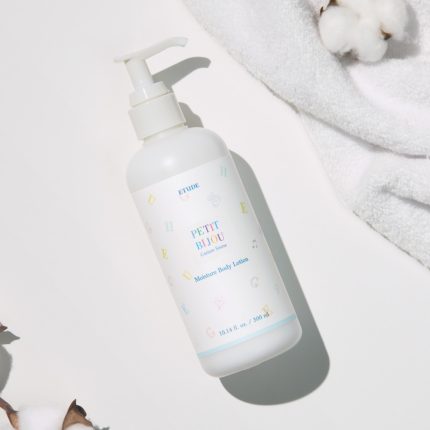 ETUDE
PETIT
BIJOU
Cotton Snow
Moisture Body Lotion
10.14 fl. oz. / 300 ml